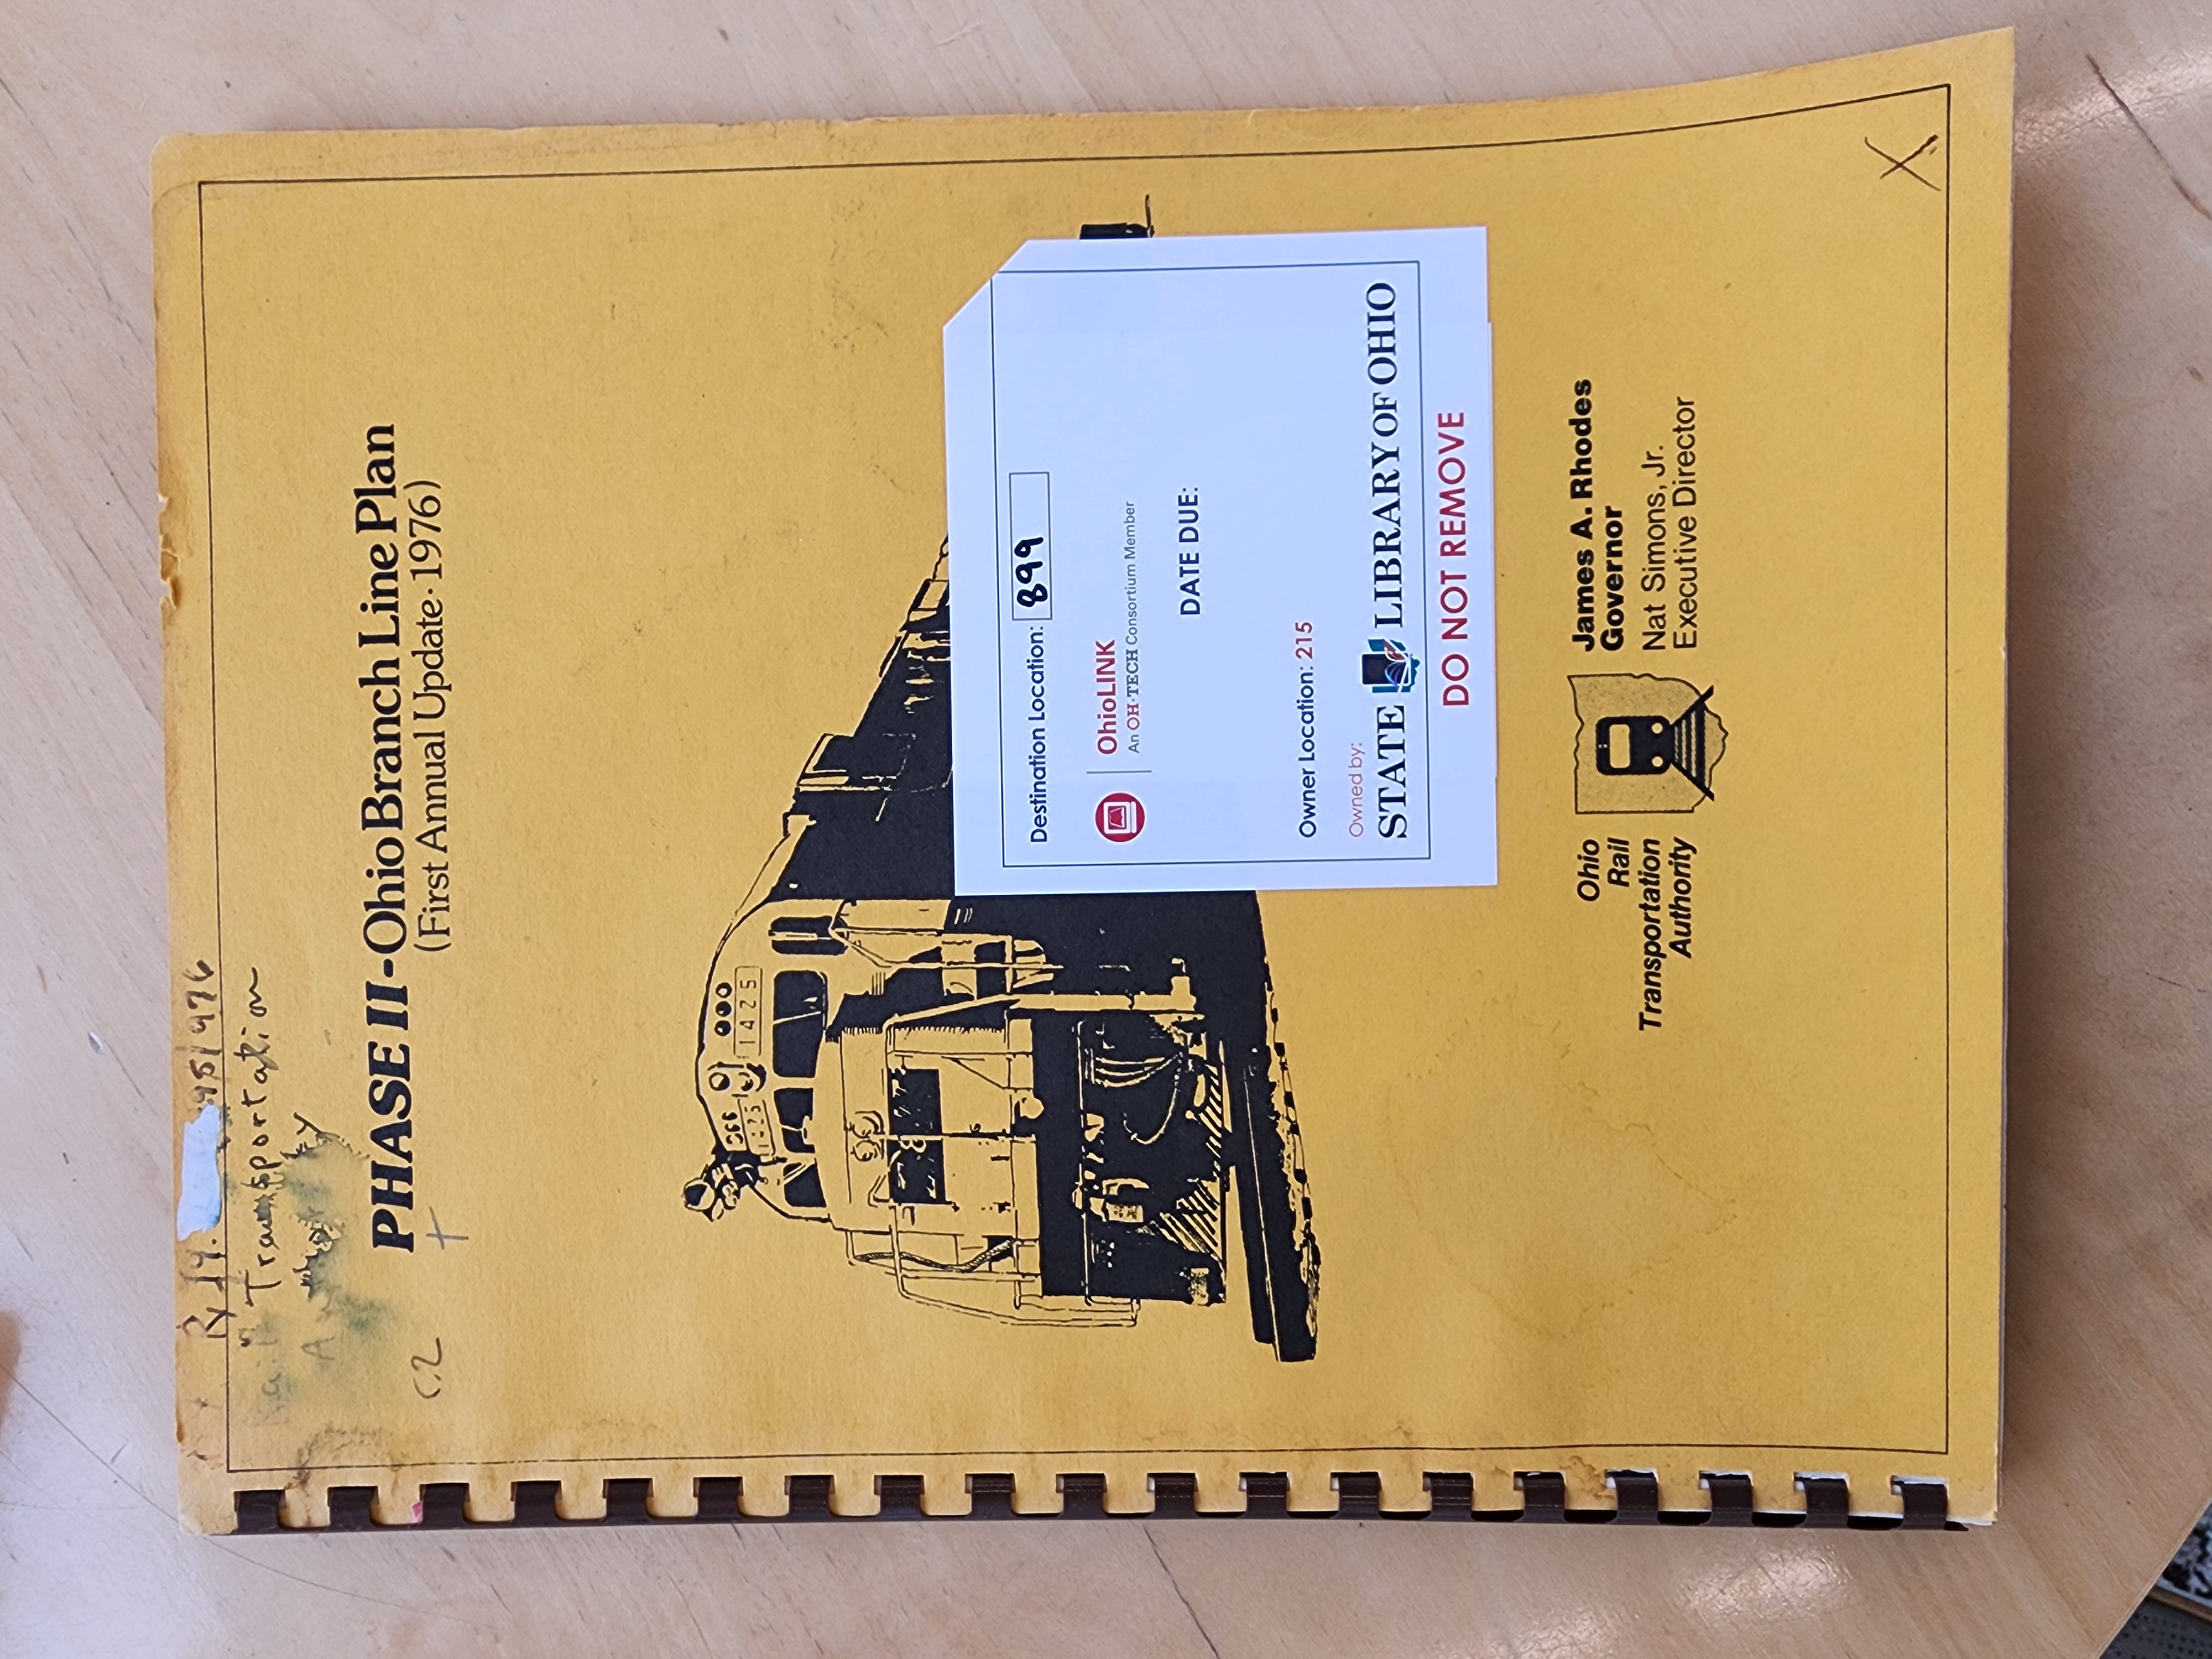 Transportation
PHASE II-Ohio Branch Line Plan
(First Annual Update·1976)
C.2
1425
1425
Destination Location: 899
OhioLINK
An OH·TECH Consortium Member
DATE DUE:
Owner Location: 215
Owned by:
STATE LIBRARY OF OHIO
DO NOT REMOVE
Ohio
Rail
Transportation
Authority
James A. Rhodes
Governor
Nat Simons, Jr.
Executive Director
X